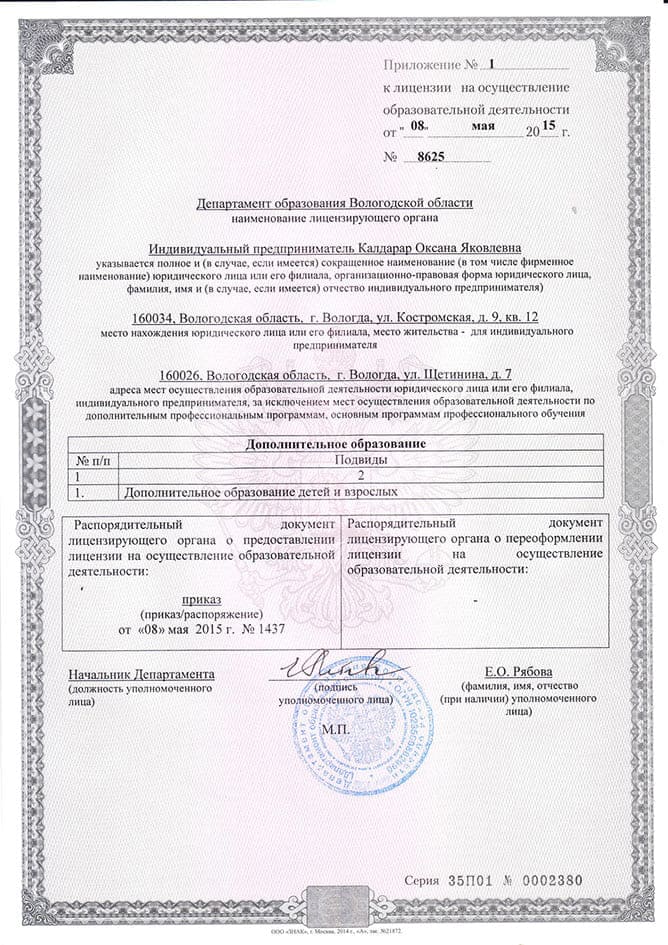 Приложение № 1
к лицензии на осуществление
образовательной деятельности
от "08" мая 2015 г.
№ 8625
Департамент образования Вологодской области
наименование лицензирующего органа
Индивидуальный предприниматель Калдарар Оксана Яковлевна
указывается полное и (в случае, если имеется) сокращенное наименование (в том числе фирменное
наименование) юридического лица или его филиала, организационно-правовая форма юридического лица,
фамилия, имя и (в случае, если имеется) отчество индивидуального предпринимателя)
160034, Вологодская область, г. Вологда, ул. Костромская, д. 9, кв. 12
место нахождения юридического лица или его филиала, место жительства - для индивидуального
предпринимателя
160026, Вологодская область, г. Вологда, ул. Щетинина, д. 7
адреса мест осуществления образовательной деятельности юридического лица или его филиала,
индивидуального предпринимателя, за исключением мест осуществления образовательной деятельности по
дополнительным профессиональным программам, основным программам профессионального обучения
Дополнительное образование
№ п/п Подвиды
1 2
1. Дополнительное образование детей и взрослых
Распорядительный документ
лицензирующего органа о предоставлении
лицензии на осуществление образовательной
деятельности:
приказ
(приказ/распоряжение)
от «08» мая 2015 г. № 1437
Распорядительный документ
лицензирующего органа о переоформлении
лицензии на осуществление
образовательной деятельности:
-
Начальник Департамента
(должность уполномоченного
лица)
(подпись
уполномоченного лица)
М.П.
Е.О. Рябова
(фамилия, имя, отчество
(при наличии) уполномоченного
лица)
Серия 35П01 № 0002380
ООО «ЗНАК», г. Москва, 2014 г., «А», зак. №21872.